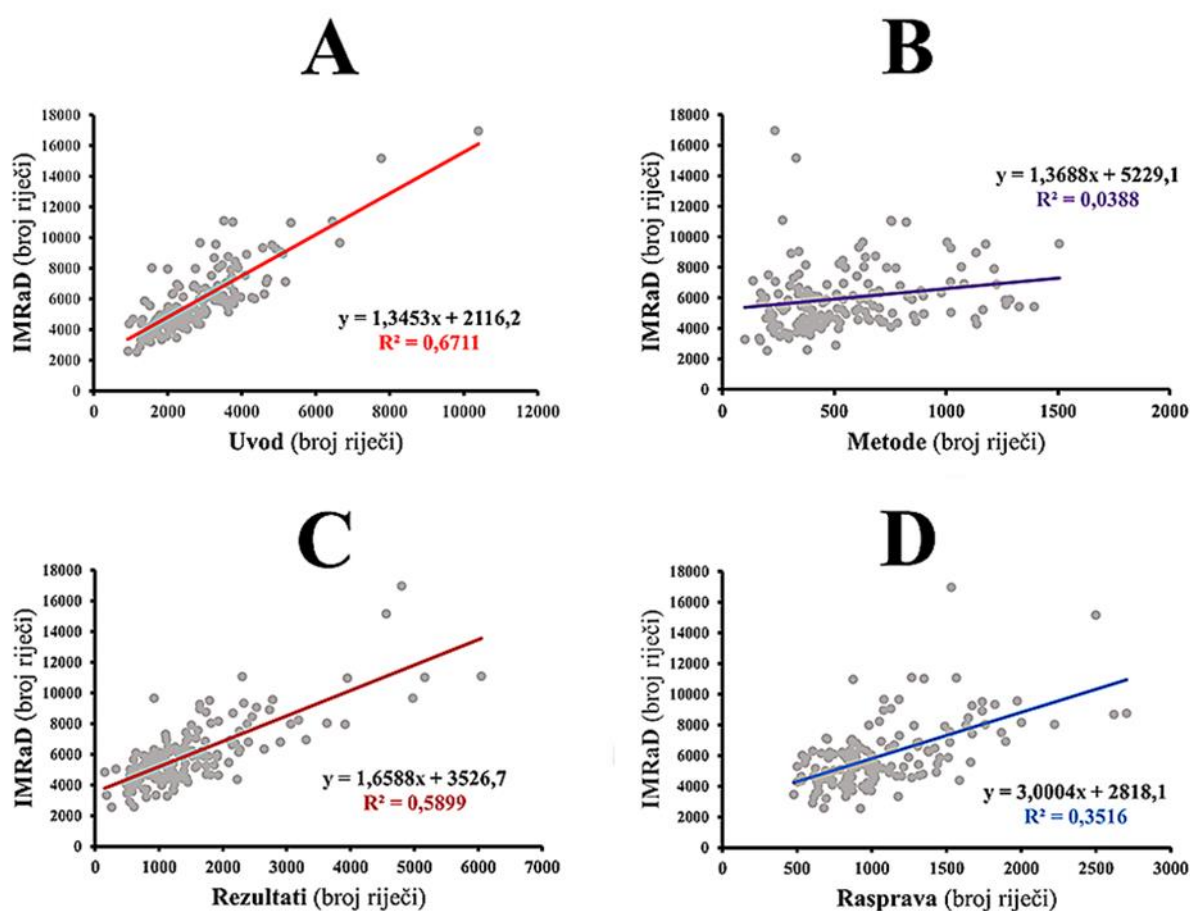 A
18000
16000
14000
12000
10000
8000
6000
4000
2000
0
IMRaD (broj riječi)
y = 1,3453x + 2116,2
R² = 0,6711
0 2000 4000 6000 8000 10000 12000
Uvod (broj riječi)
B
18000
16000
14000
12000
10000
8000
6000
4000
2000
0
IMRaD (broj riječi)
y = 1,3688x + 5229,1
R² = 0,0388
0 500 1000 1500 2000
Metode (broj riječi)
C
18000
16000
14000
12000
10000
8000
6000
4000
2000
0
IMRaD (broj riječi)
y = 1,6588x + 3526,7
R² = 0,5899
0 1000 2000 3000 4000 5000 6000 7000
Rezultati (broj riječi)
D
18000
16000
14000
12000
10000
8000
6000
4000
2000
0
IMRaD (broj riječi)
y = 3,0004x + 2818,1
R² = 0,3516
0 500 1000 1500 2000 2500 3000
Rasprava (broj riječi)